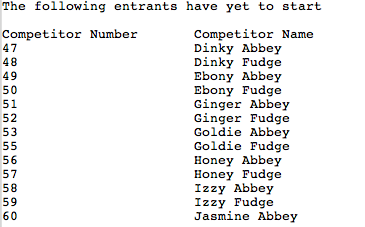 The following entrants have yet to start
Competitor Number Competitor Name
47 Dinky Abbey
48 Dinky Fudge
49 Ebony Abbey
50 Ebony Fudge
51 Ginger Abbey
52 Ginger Fudge
53 Goldie Abbey
55 Goldie Fudge
56 Honey Abbey
57 Honey Fudge
58 Izzy Abbey
59 Izzy Fudge
60 Jasmine Abbey